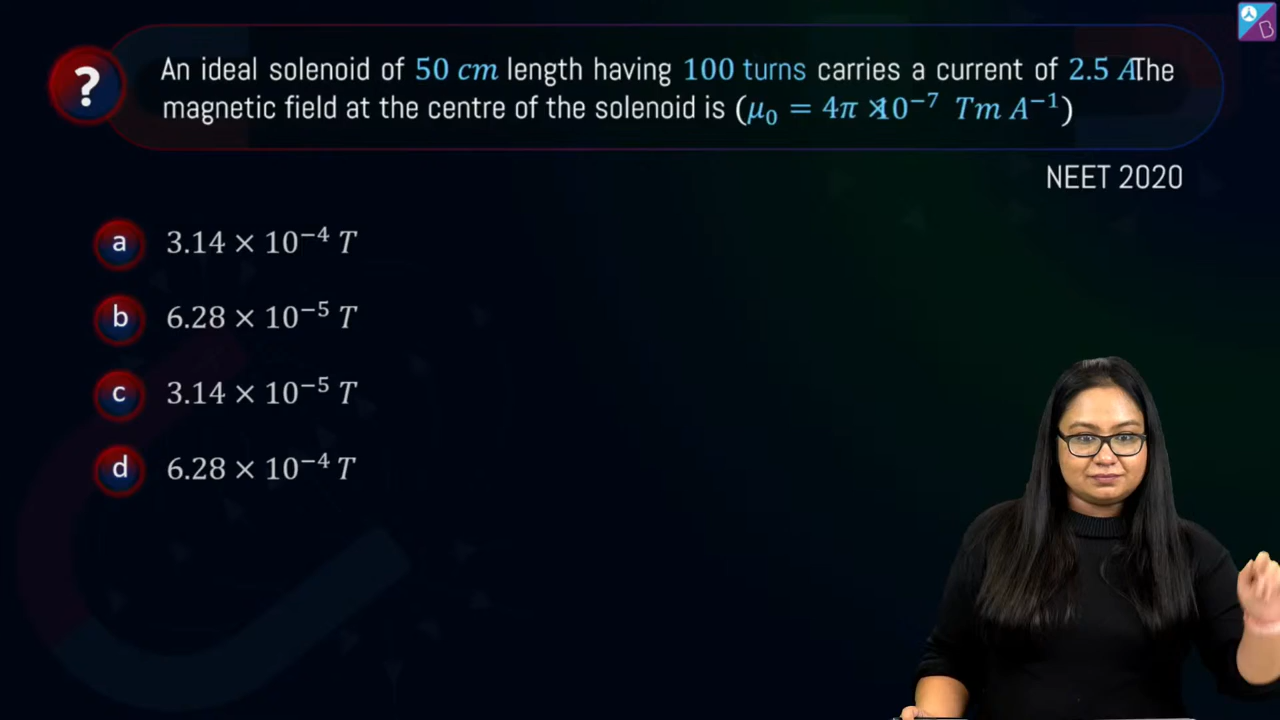 ?
An ideal solenoid of 50 cm length having 100 turns carries a current of 2.5 A The
magnetic field at the centre of the solenoid is (μ₀ = 4π ×10⁻⁷ Tm A⁻¹)
NEET 2020
a 3.14 × 10⁻⁴ T
b 6.28 × 10⁻⁵ T
c 3.14 × 10⁻⁵ T
d 6.28 × 10⁻⁴ T
B